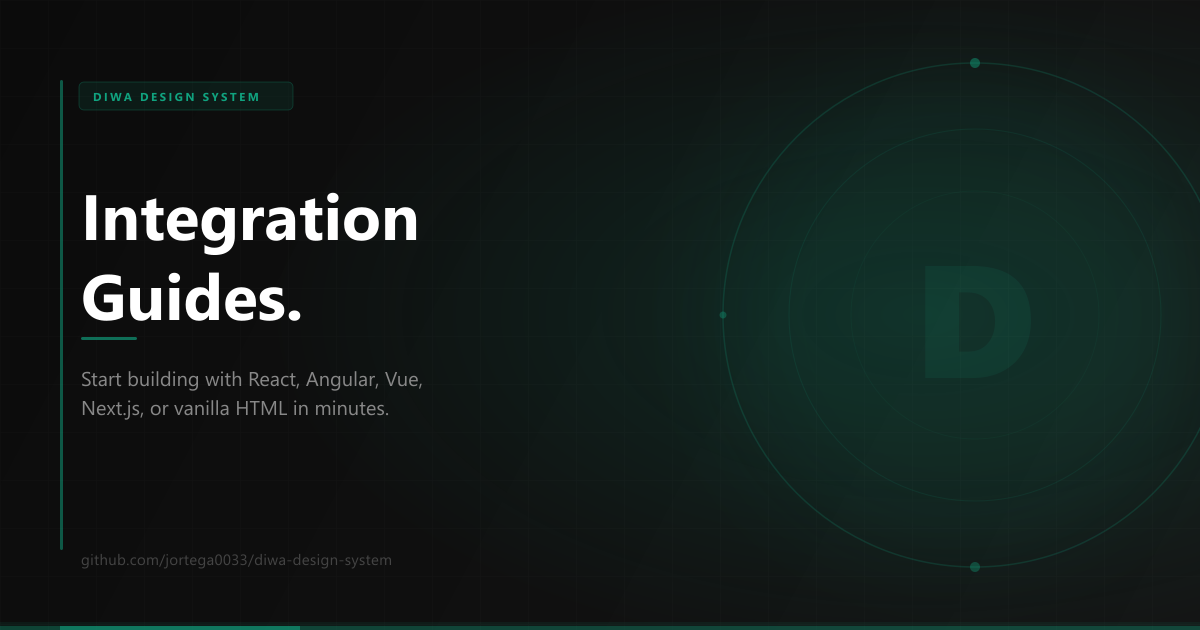 DIWA DESIGN SYSTEM
Integration
Guides.
Start building with React, Angular, Vue,
Next.js, or vanilla HTML in minutes.
D
github.com/jortega0033/diwa-design-system